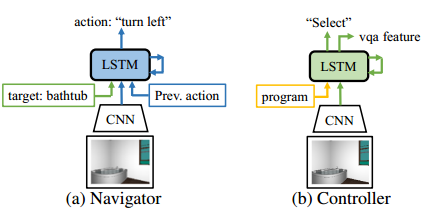 action: “turn left”
LSTM
target: bathtub
Prev. action
CNN
(a) Navigator
“Select”
vqa feature
LSTM
program
CNN
(b) Controller